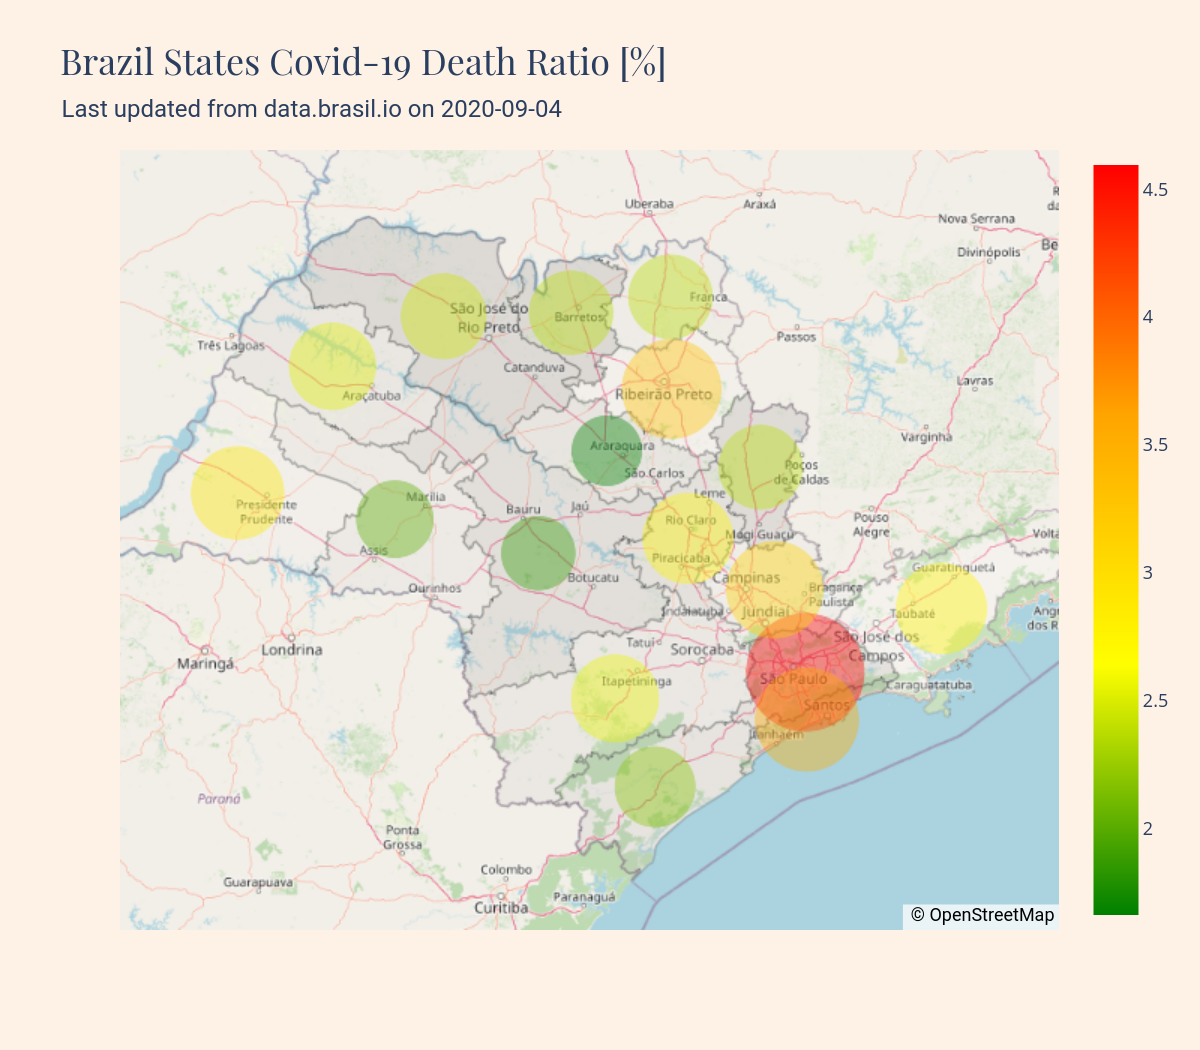 Brazil States Covid-19 Death Ratio [%]
Last updated from data.brasil.io on 2020-09-04
Uberaba
Araxá
Nova Serrana
Divinópolis
Be
São José do
Rio Preto
Barretos
Franca
Passos
Três Lagoas
Catanduva
Araçatuba
Ribeirão Preto
Lavras
Varginha
Araraquara
São Carlos
Poços
de Caldas
Leme
Presidente
Prudente
Marília
Bauru
Jaú
Rio Claro
Mogi Guaçu
Pouso
Alegre
Volta
Assis
Piracicaba
Campinas
Guaratinguetá
Ourinhos
Botucatu
Bragança
Paulista
Indaiatuba
Jundiaí
Taubaté
Angr
dos R
Londrina
Maringá
Tatuí
Sorocaba
São José dos
Campos
Itapetininga
São Paulo
Caraguatatuba
Santos
Itanhaém
Paraná
Ponta
Grossa
Guarapuava
Colombo
Curitiba
Paranaguá
© OpenStreetMap
4.5
4
3.5
3
2.5
2